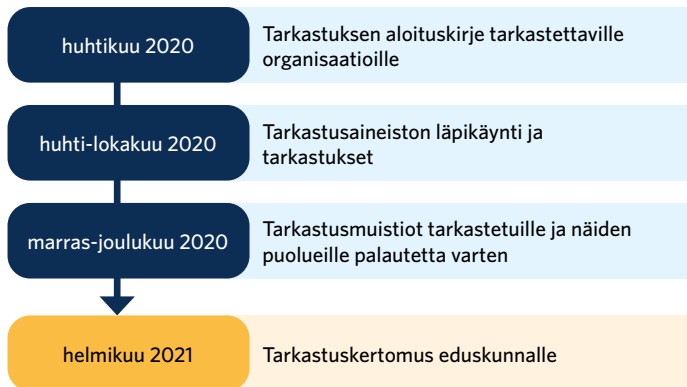 huhtikuu 2020
Tarkastuksen aloituskirje tarkastettaville
organisaatioille
huhti-lokakuu 2020
Tarkastusaineiston läpikäynti ja
tarkastukset
marras-joulukuu 2020
Tarkastusmuistiot tarkastetuille ja näiden
puolueille palautetta varten
helmikuu 2021
Tarkastuskertomus eduskunnalle